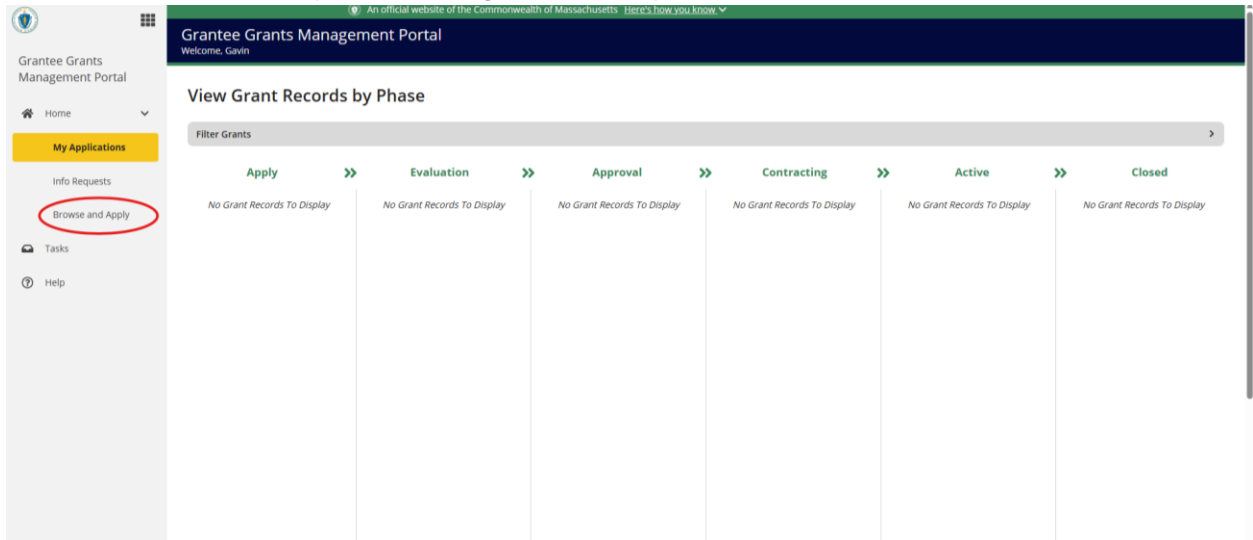 An official website of the Commonwealth of Massachusetts Here's how you know
Grantee Grants Management Portal
Welcome, Gavin
Grantee Grants
Management Portal
Home
My Applications
Info Requests
Browse and Apply
Tasks
Help
View Grant Records by Phase
Filter Grants
Apply Evaluation Approval Contracting Active Closed
No Grant Records To Display No Grant Records To Display No Grant Records To Display No Grant Records To Display No Grant Records To Display No Grant Records To Display